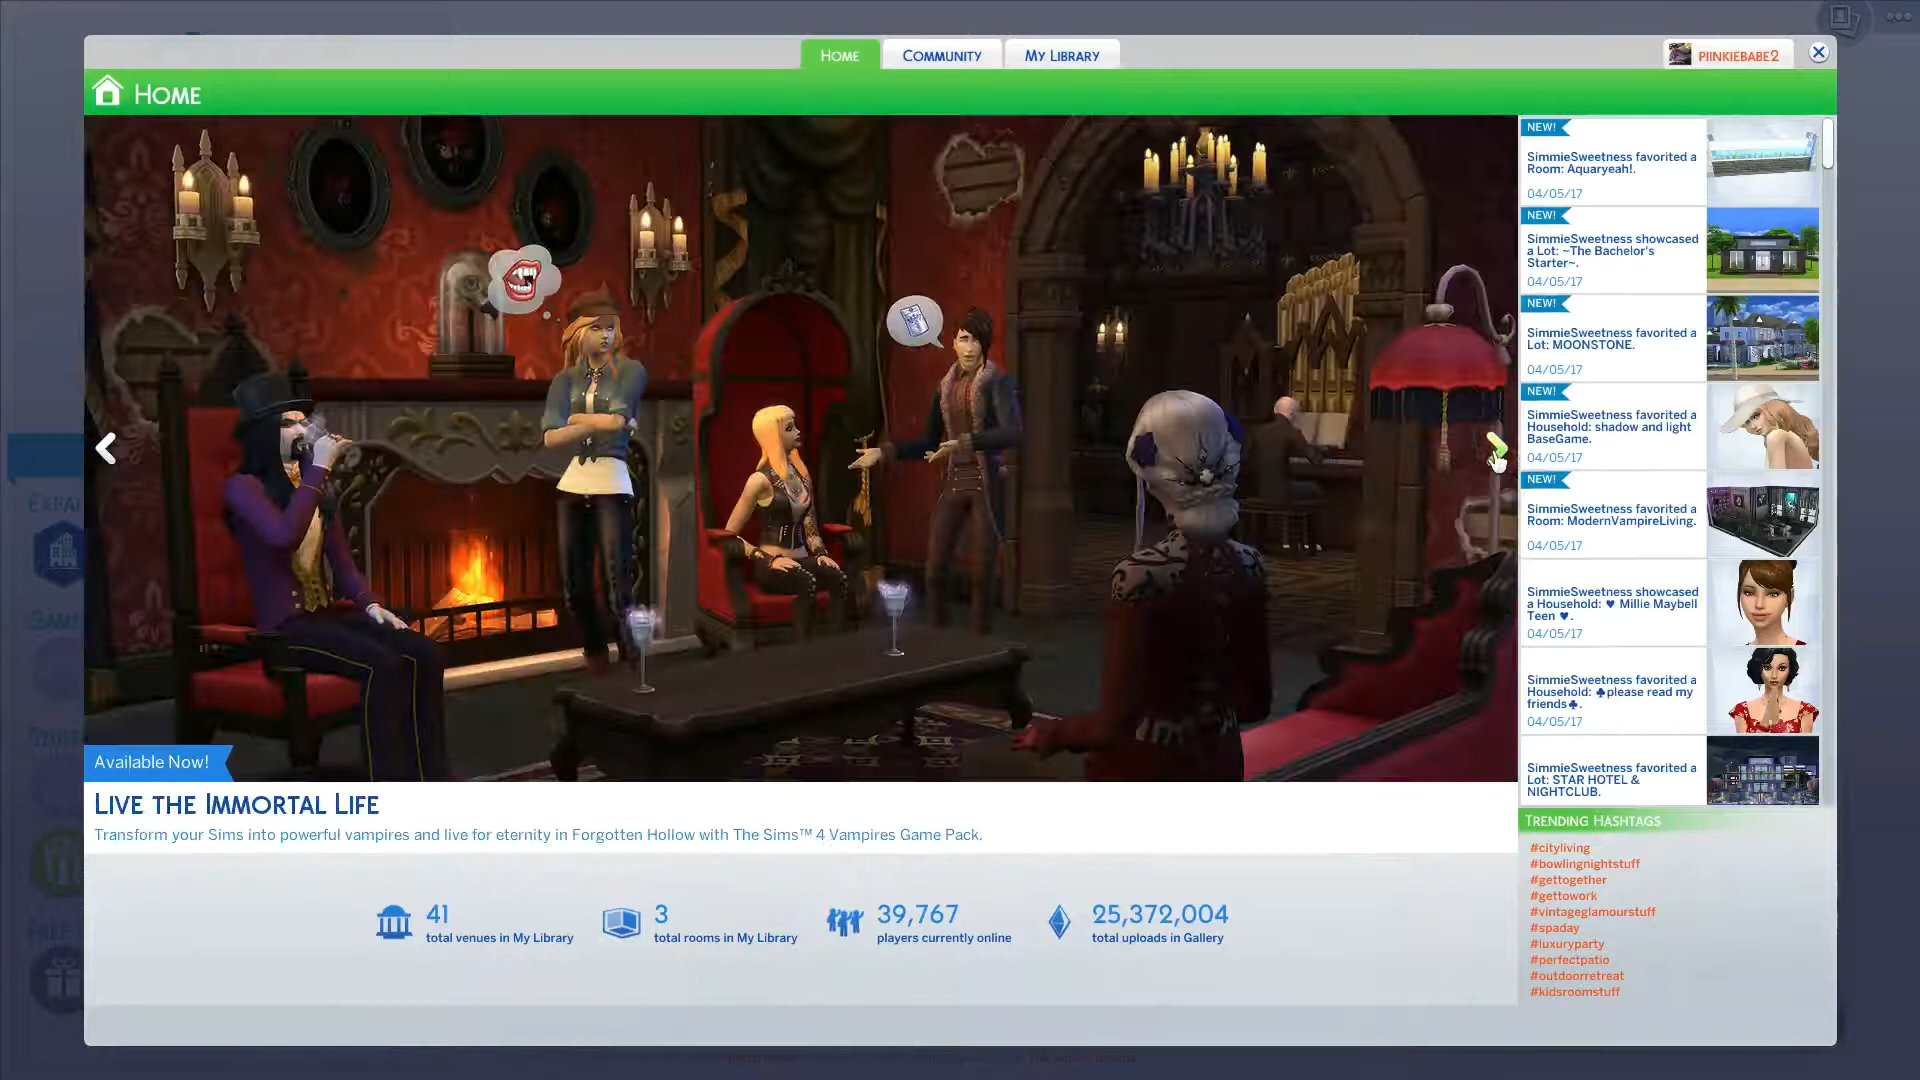 HOME
COMMUNITY
MY LIBRARY
PIINKIEBABE2
HOME
NEW!
SimmieSweetness favorited a
Room: Aquaryeah!.
04/05/17
NEW!
SimmieSweetness showcased
a Lot: ~The Bachelor's
Starter~.
04/05/17
NEW!
SimmieSweetness favorited a
Lot: MOONSTONE.
04/05/17
NEW!
SimmieSweetness favorited a
Household: shadow and light
BaseGame.
04/05/17
NEW!
SimmieSweetness favorited a
Room: ModernVampireLiving.
04/05/17
SimmieSweetness showcased
a Household: ♥ Millie Maybell
Teen ♥.
04/05/17
SimmieSweetness favorited a
Household: ♣please read my
friends♣.
04/05/17
SimmieSweetness favorited a
Lot: STAR HOTEL &
NIGHTCLUB.
Available Now!
LIVE THE IMMORTAL LIFE
Transform your Sims into powerful vampires and live for eternity in Forgotten Hollow with The Sims™ 4 Vampires Game Pack.
41
total venues in My Library
3
total rooms in My Library
39,767
players currently online
25,372,004
total uploads in Gallery
TRENDING HASHTAGS
#cityliving
#bowlingnightstuff
#gettogether
#gettowork
#vintageglamourstuff
#spaday
#luxuryparty
#perfectpatio
#outdoorretreat
#kidsroomstuff